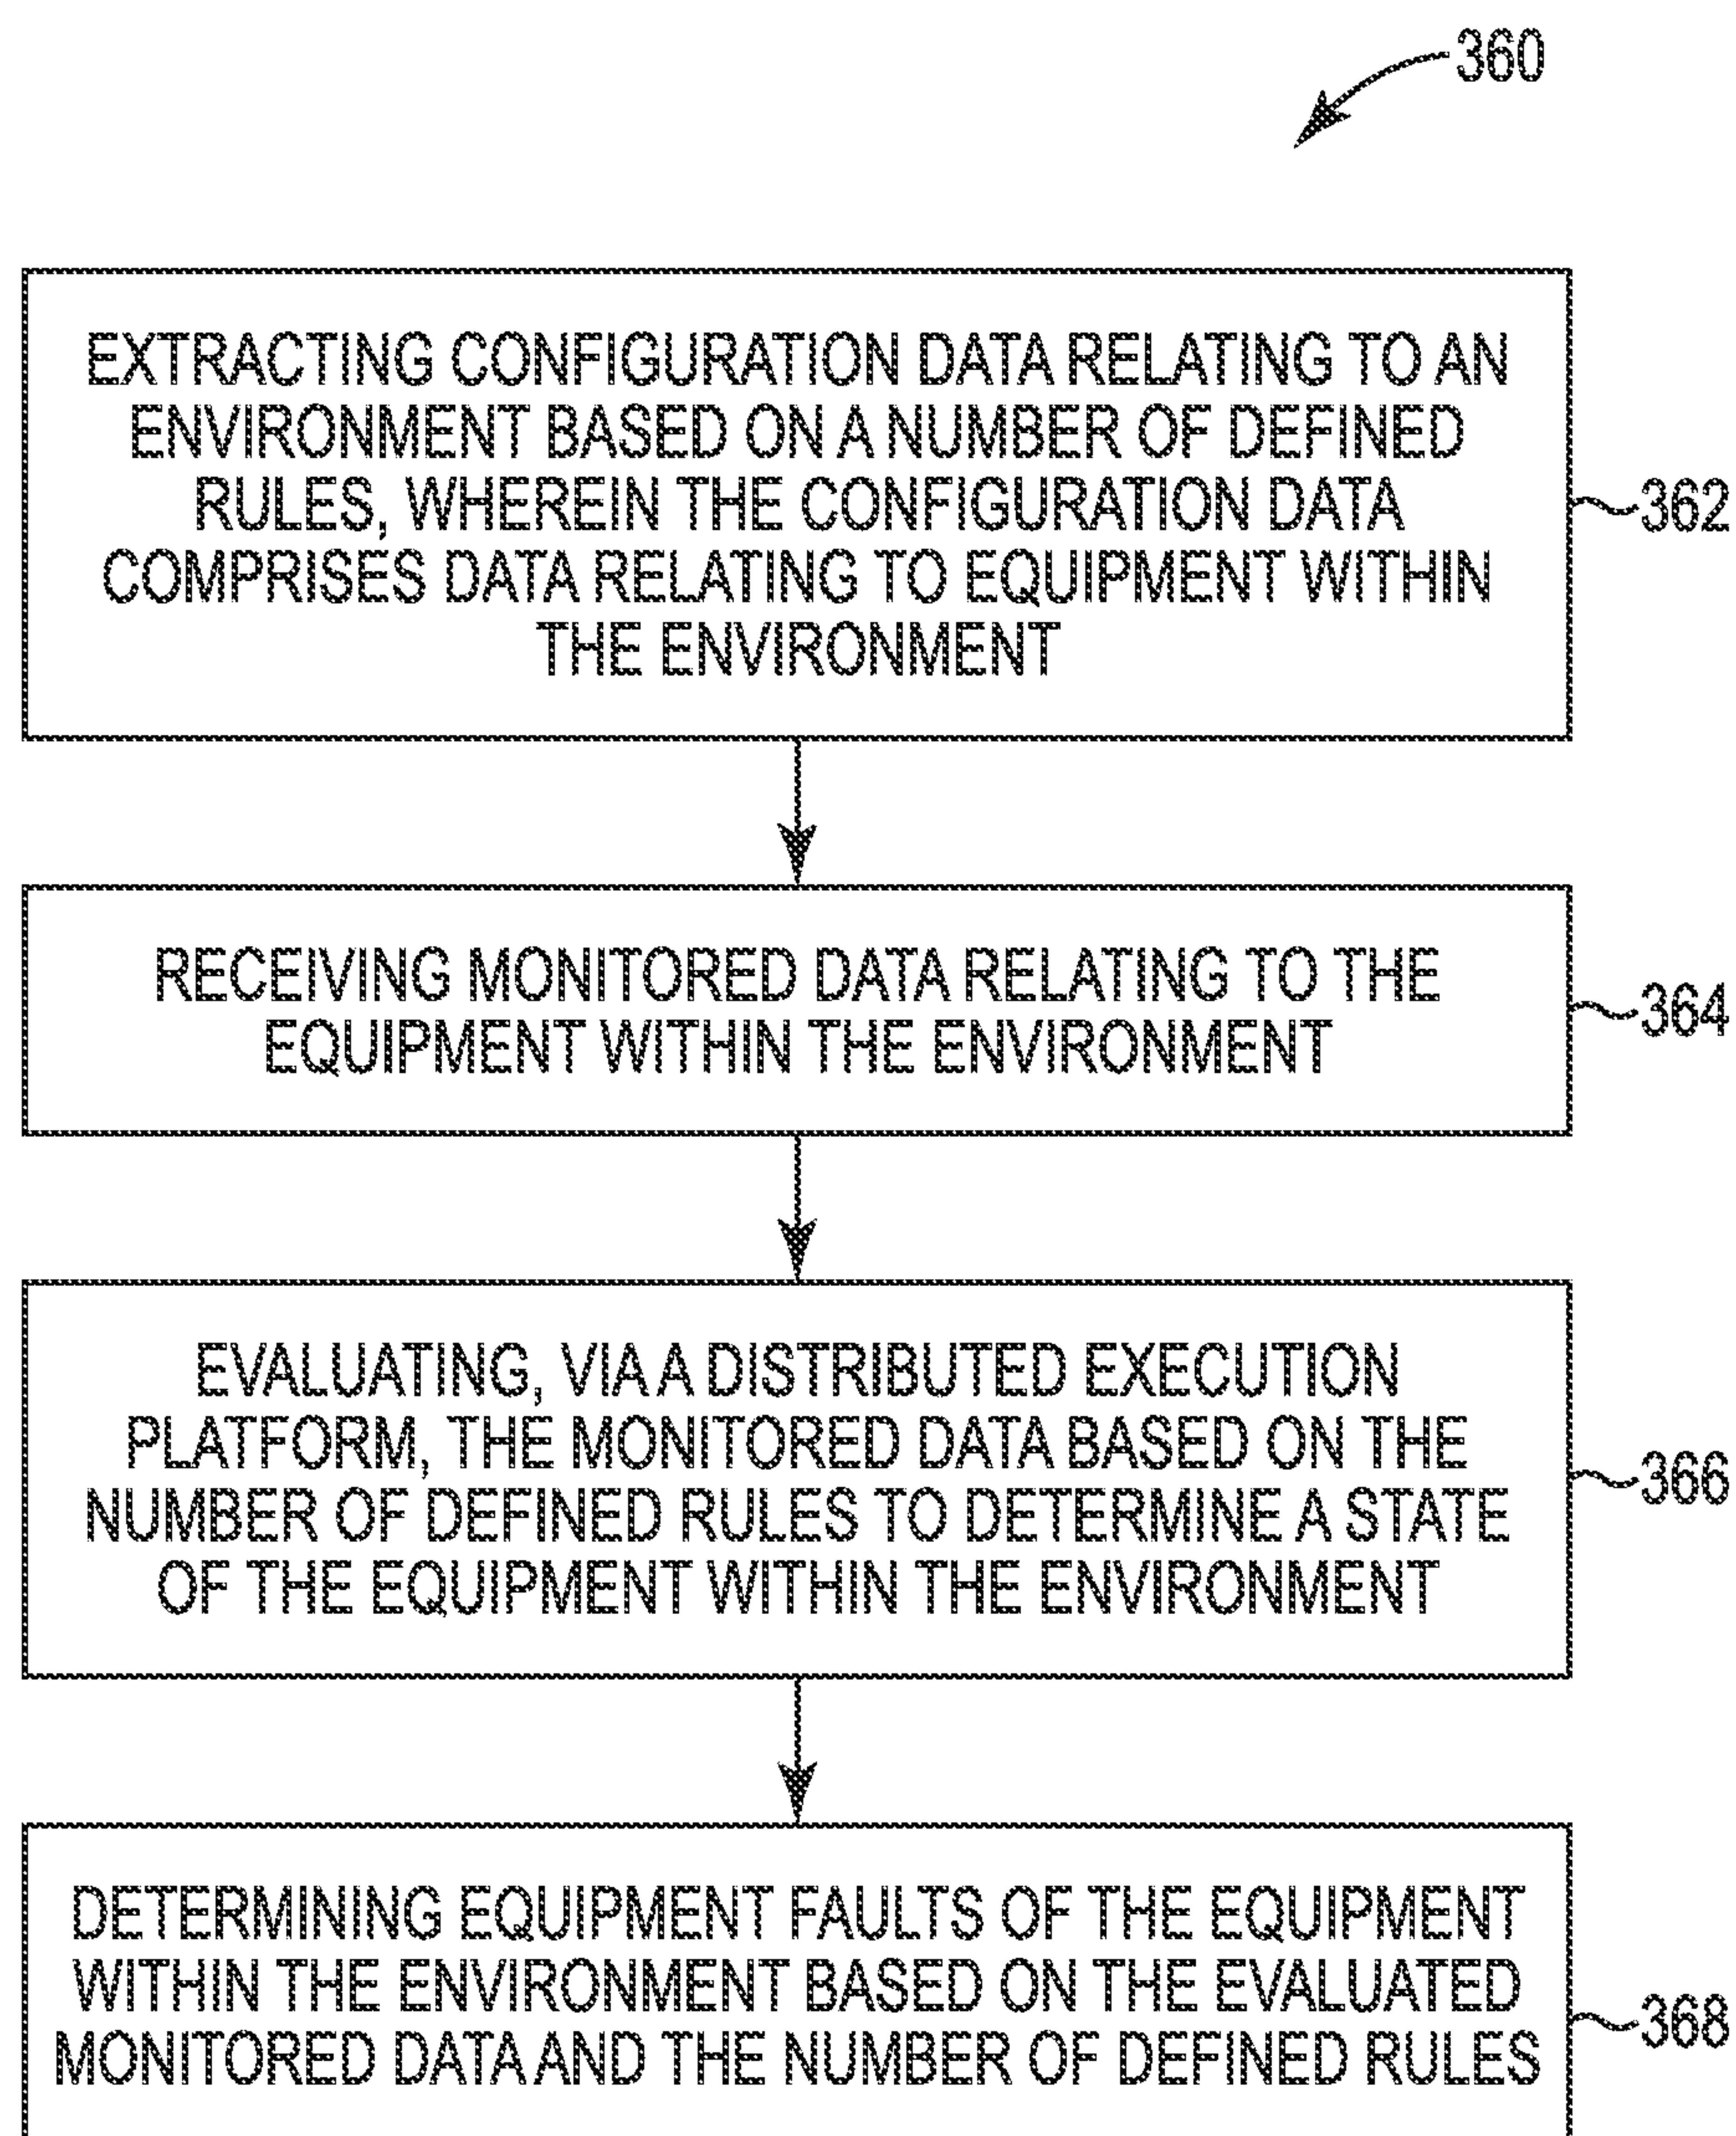 360
EXTRACTING CONFIGURATION DATA RELATING TO AN
ENVIRONMENT BASED ON A NUMBER OF DEFINED
RULES, WHEREIN THE CONFIGURATION DATA
COMPRISES DATA RELATING TO EQUIPMENT WITHIN
THE ENVIRONMENT
362
RECEIVING MONITORED DATA RELATING TO THE
EQUIPMENT WITHIN THE ENVIRONMENT
364
EVALUATING, VIA A DISTRIBUTED EXECUTION
PLATFORM, THE MONITORED DATA BASED ON THE
NUMBER OF DEFINED RULES TO DETERMINE A STATE
OF THE EQUIPMENT WITHIN THE ENVIRONMENT
366
DETERMINING EQUIPMENT FAULTS OF THE EQUIPMENT
WITHIN THE ENVIRONMENT BASED ON THE EVALUATED
MONITORED DATA AND THE NUMBER OF DEFINED RULES
368